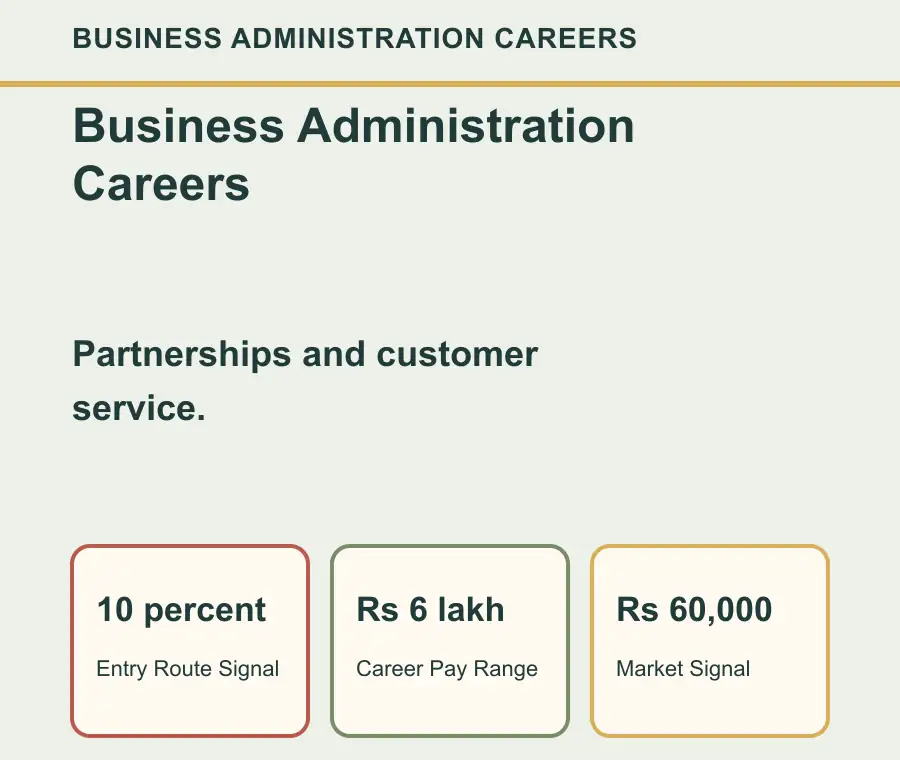 BUSINESS ADMINISTRATION CAREERS
Business Administration
Careers
Partnerships and customer
service.
10 percent
Entry Route Signal
Rs 6 lakh
Career Pay Range
Rs 60,000
Market Signal